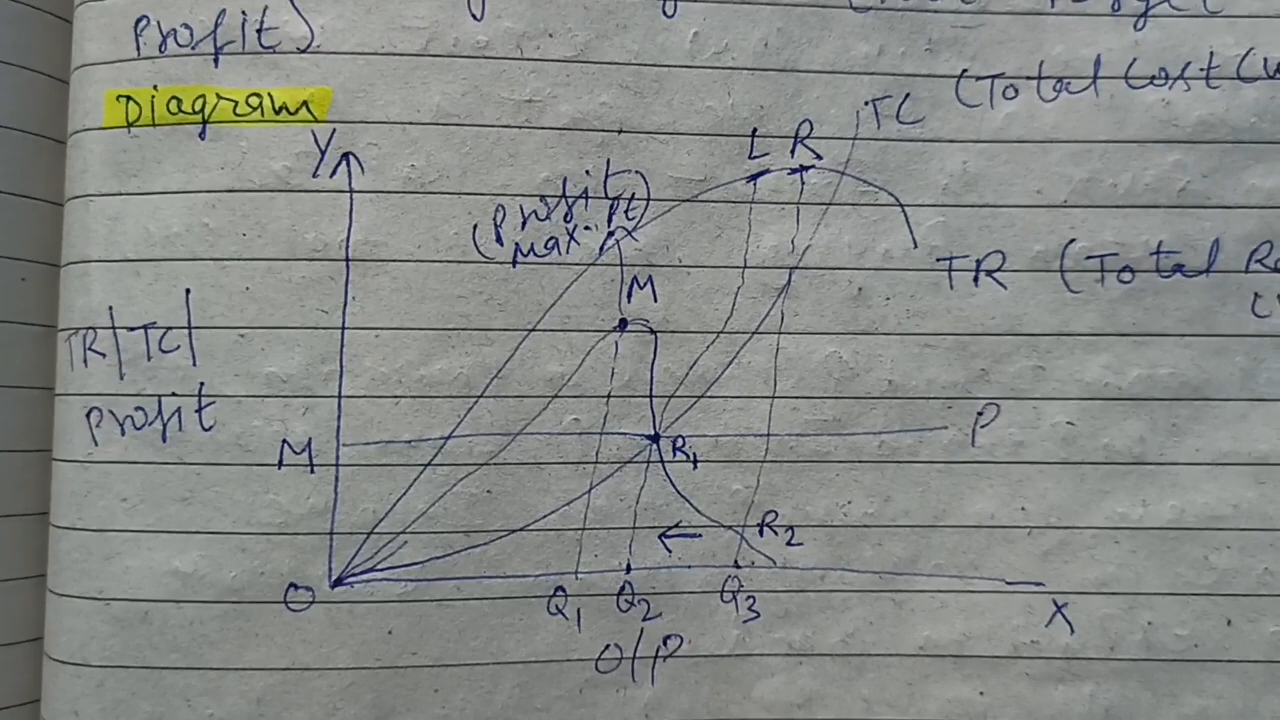 Profit).
Diagram
TC (Total Cost
Y
L R
(Profit
Max. Pt)
TR (Total
M
TR|TC|
Profit
M
P
R1
R2
O
Q1 Q2 Q3
X
O/P